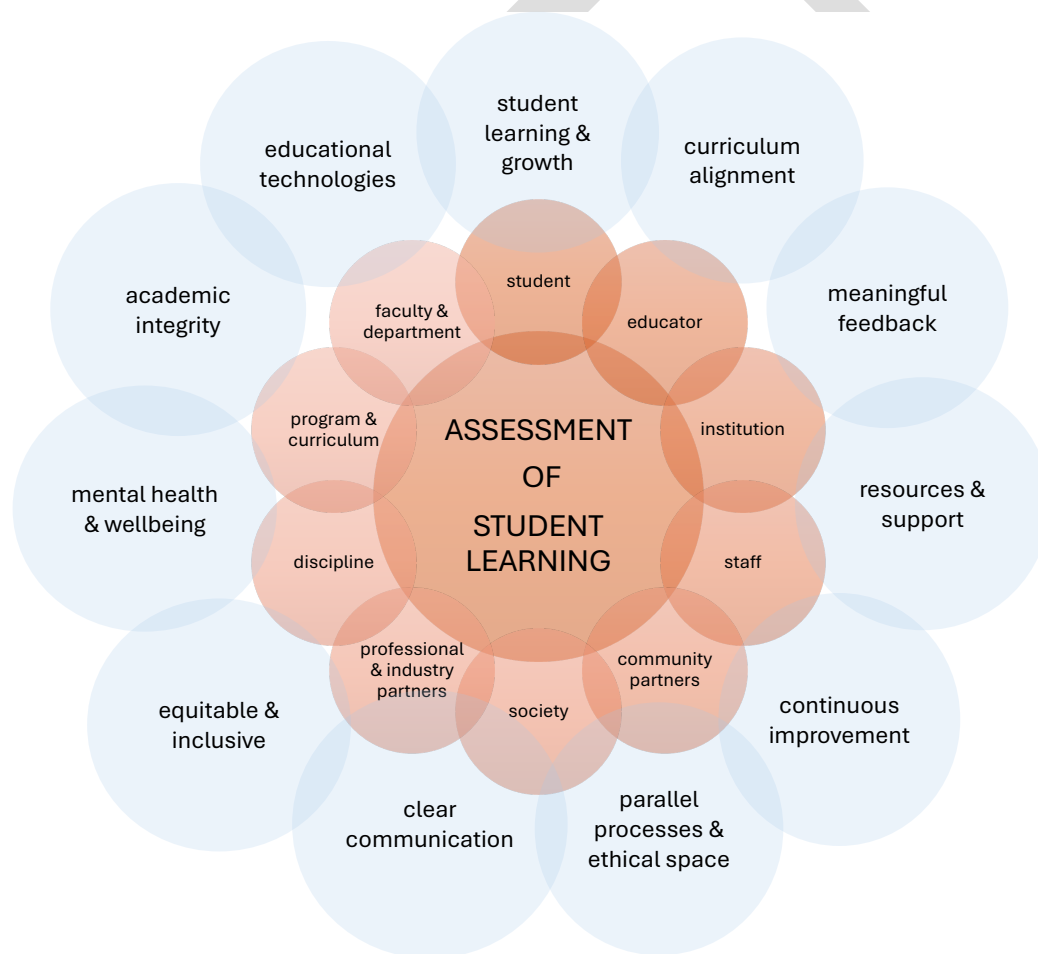 student
learning &
growth
curriculum
alignment
meaningful
feedback
resources &
support
continuous
improvement
parallel
processes &
ethical space
clear
communication
equitable &
inclusive
mental health
& wellbeing
academic
integrity
educational
technologies
student
educator
institution
staff
community
partners
society
professional
& industry
partners
discipline
program &
curriculum
faculty &
department
ASSESSMENT
OF
STUDENT
LEARNING